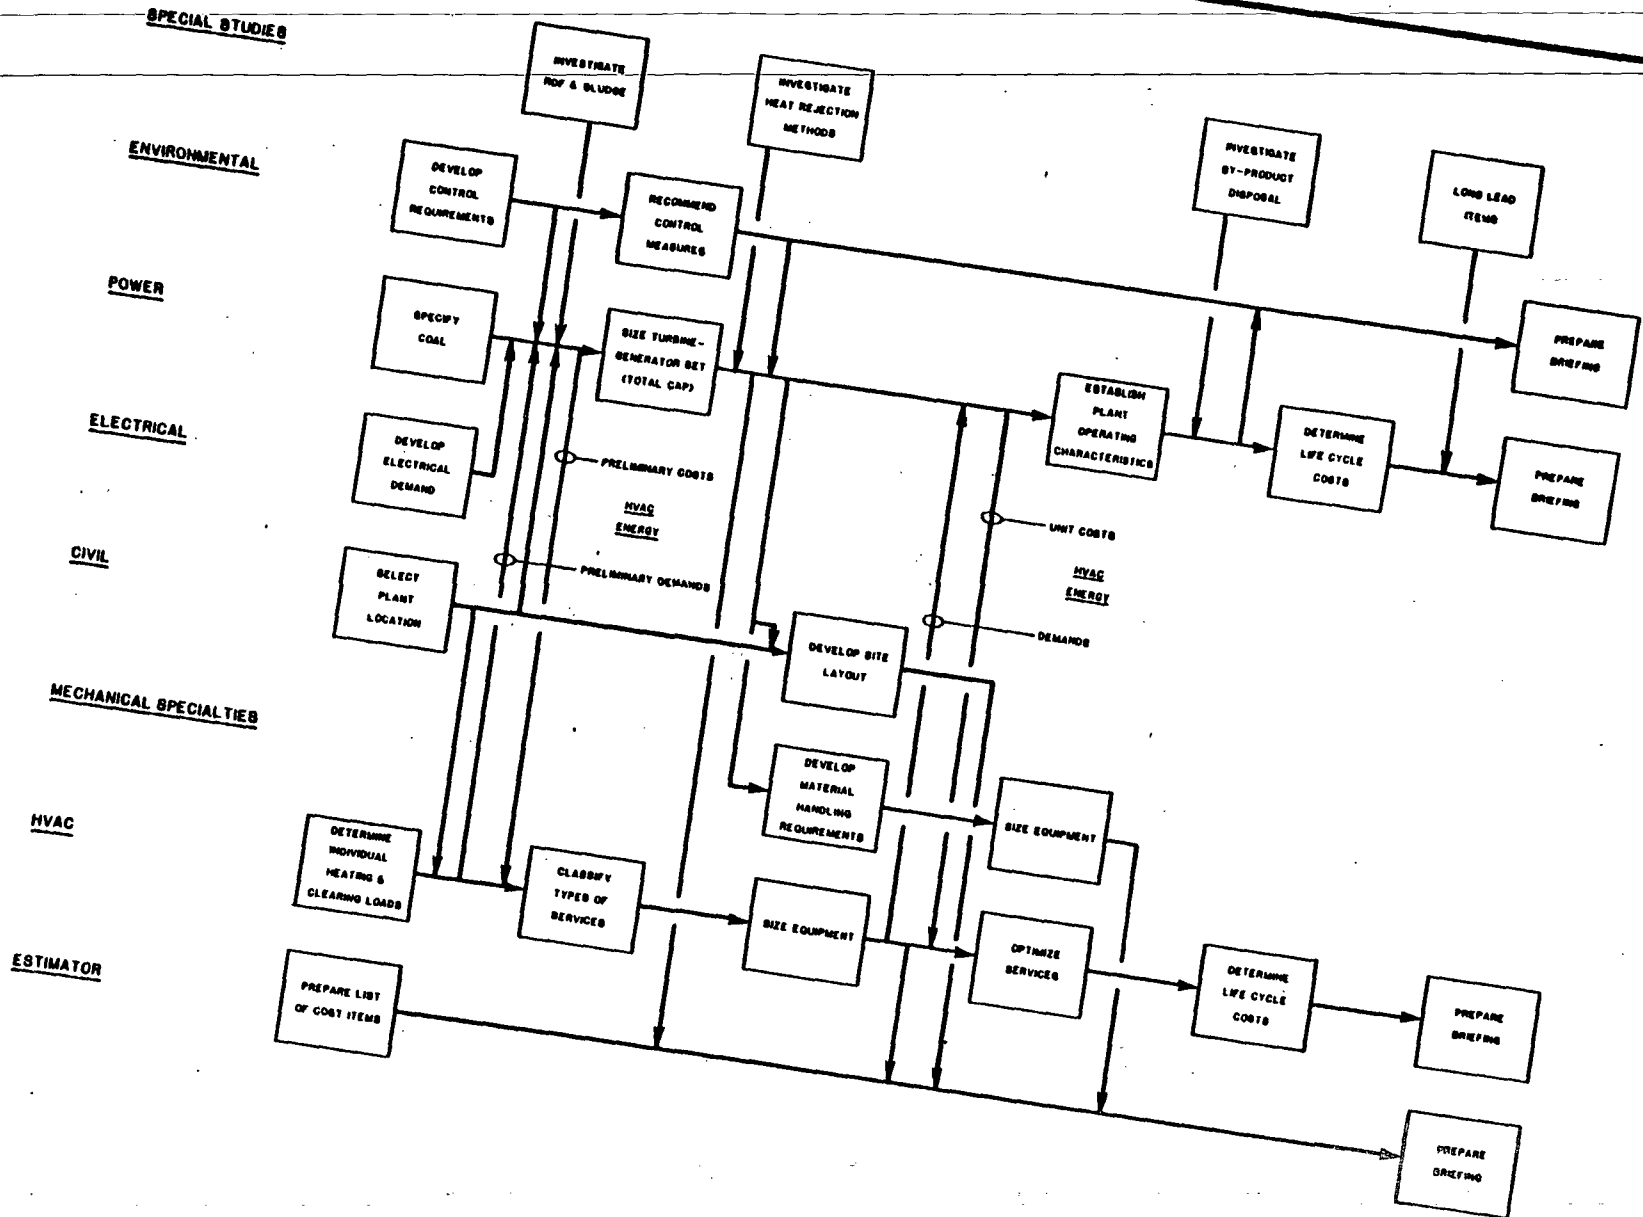 SPECIAL STUDIES
INVESTIGATE
RDF & SLUDGE
INVESTIGATE
HEAT REJECTION
METHODS
INVESTIGATE
BY-PRODUCT
DISPOSAL
LONG LEAD
ITEMS
ENVIRONMENTAL
DEVELOP
CONTROL
REQUIREMENTS
RECOMMEND
CONTROL
MEASURES
PREPARE
BRIEFING
POWER
SPECIFY
COAL
SIZE TURBINE-
GENERATOR SET
(TOTAL CAP)
ESTABLISH
PLANT
OPERATING
CHARACTERISTICS
DETERMINE
LIFE CYCLE
COSTS
PREPARE
BRIEFING
ELECTRICAL
DEVELOP
ELECTRICAL
DEMAND
PRELIMINARY COSTS
HVAC
ENERGY
PRELIMINARY DEMANDS
UNIT COSTS
HVAC
ENERGY
DEMANDS
CIVIL
SELECT
PLANT
LOCATION
DEVELOP SITE
LAYOUT
MECHANICAL SPECIALTIES
DEVELOP
MATERIAL
HANDLING
REQUIREMENTS
SIZE EQUIPMENT
HVAC
DETERMINE
INDIVIDUAL
HEATING &
CLEARING LOADS
CLASSIFY
TYPES OF
SERVICES
SIZE EQUIPMENT
OPTIMIZE
SERVICES
DETERMINE
LIFE CYCLE
COSTS
PREPARE
BRIEFING
ESTIMATOR
PREPARE LIST
OF COST ITEMS
PREPARE
BRIEFING